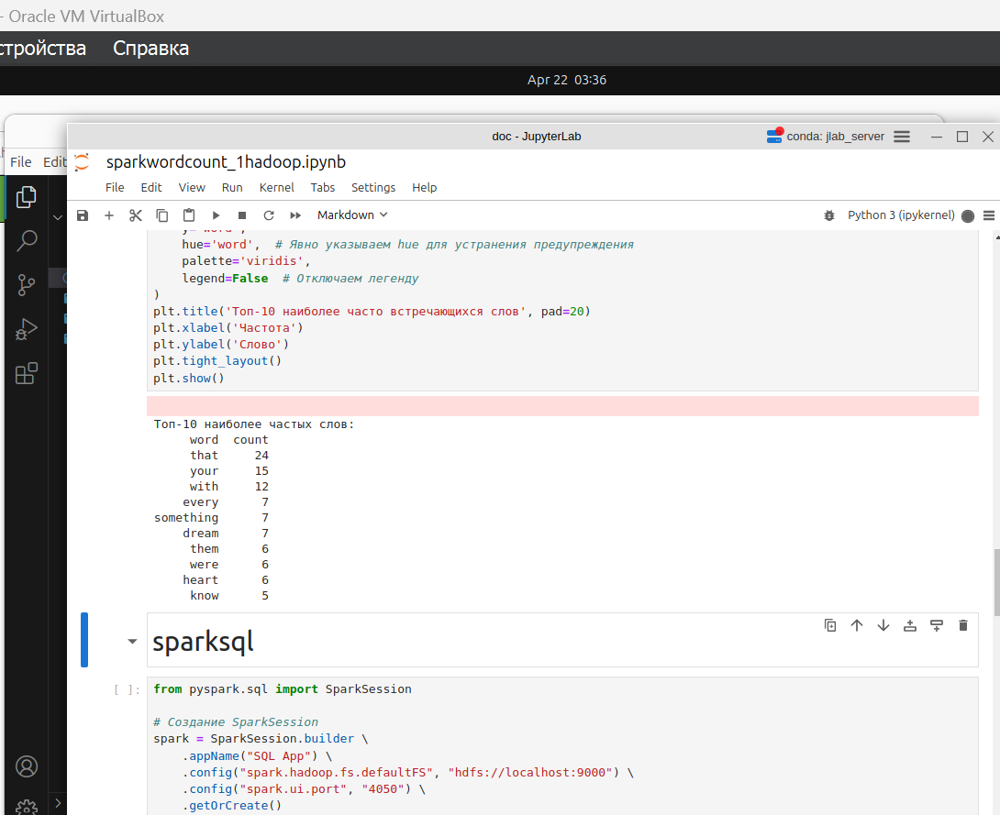 - Oracle VM VirtualBox
стройства Справка
Apr 22 03:36
File Edit
doc - JupyterLab
conda: jlab_server
sparkwordcount_1hadoop.ipynb
File Edit View Run Kernel Tabs Settings Help
Markdown
Python 3 (ipykernel)
y='word',
hue='word',  # Явно указываем hue для устранения предупреждения
palette='viridis',
legend=False  # Отключаем легенду
)
plt.title('Топ-10 наиболее часто встречающихся слов', pad=20)
plt.xlabel('Частота')
plt.ylabel('Слово')
plt.tight_layout()
plt.show()
Топ-10 наиболее частых слов:
word count
that 24
your 15
with 12
every 7
something 7
dream 7
them 6
were 6
heart 6
know 5
sparksql
[ ]:
from pyspark.sql import SparkSession
# Создание SparkSession
spark = SparkSession.builder \
.appName("SQL App") \
.config("spark.hadoop.fs.defaultFS", "hdfs://localhost:9000") \
.config("spark.ui.port", "4050") \
.getOrCreate()